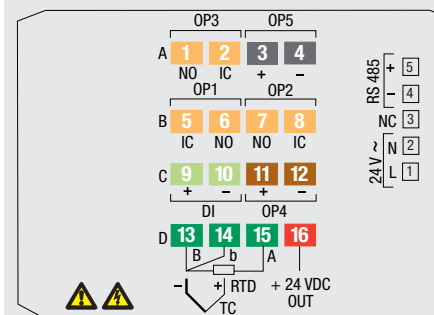 OP3 OP5
A 1 2 3 4
NO IC + −
OP1 OP2
B 5 6 7 8
IC NO NO IC
C 9 10 11 12
+ − + −
DI OP4
D 13 14 15 16
B b A
− + RTD
TC
+ 24 VDC
OUT
RS 485 + 5
− 4
NC 3
24 V ~ N 2
L 1